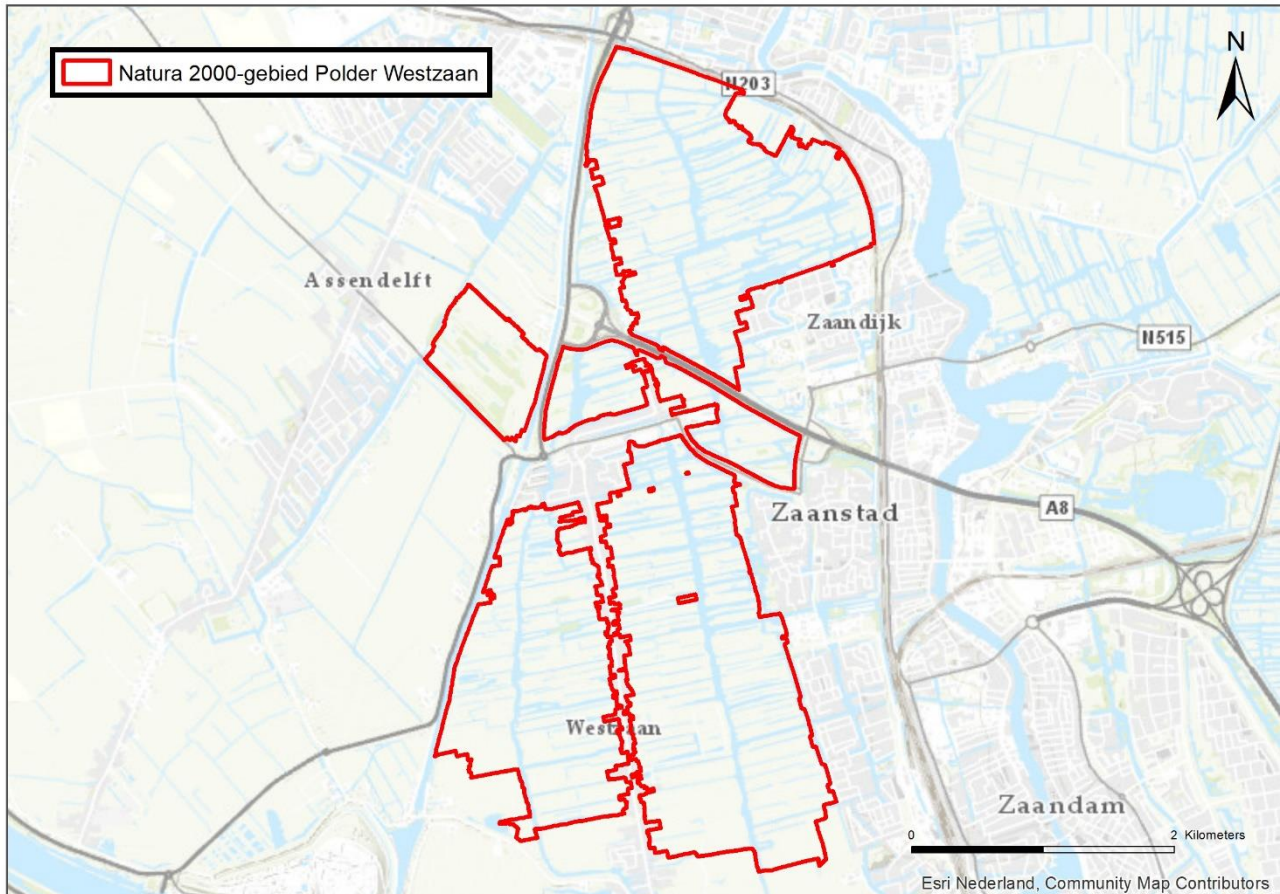 Natura 2000-gebied Polder Westzaan
N
N203
Assendelft
Zaandijk
N515
Zaanstad
A8
Westzaan
Zaandam
0 2 Kilometers
Esri Nederland, Community Map Contributors